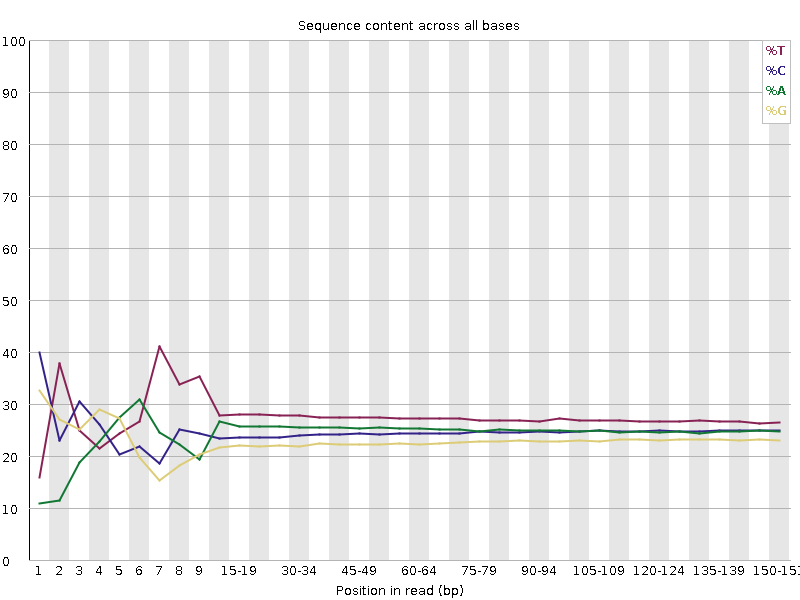 Sequence content across all bases
100
90
80
70
60
50
40
30
20
10
0
%T
%C
%A
%G
1 2 3 4 5 6 7 8 9 15-19 30-34 45-49 60-64 75-79 90-94 105-109 120-124 135-139 150-151
Position in read (bp)